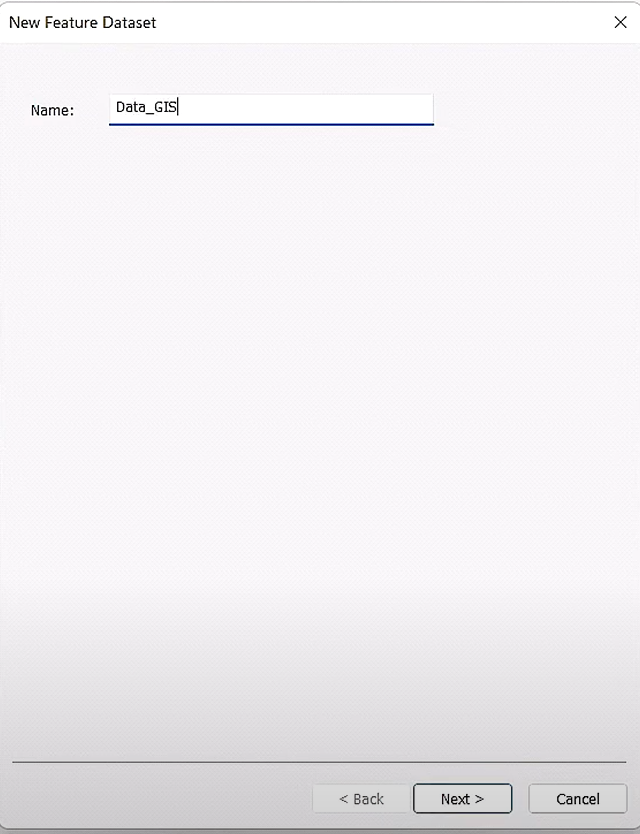 New Feature Dataset
Name: Data_GIS
< Back Next > Cancel